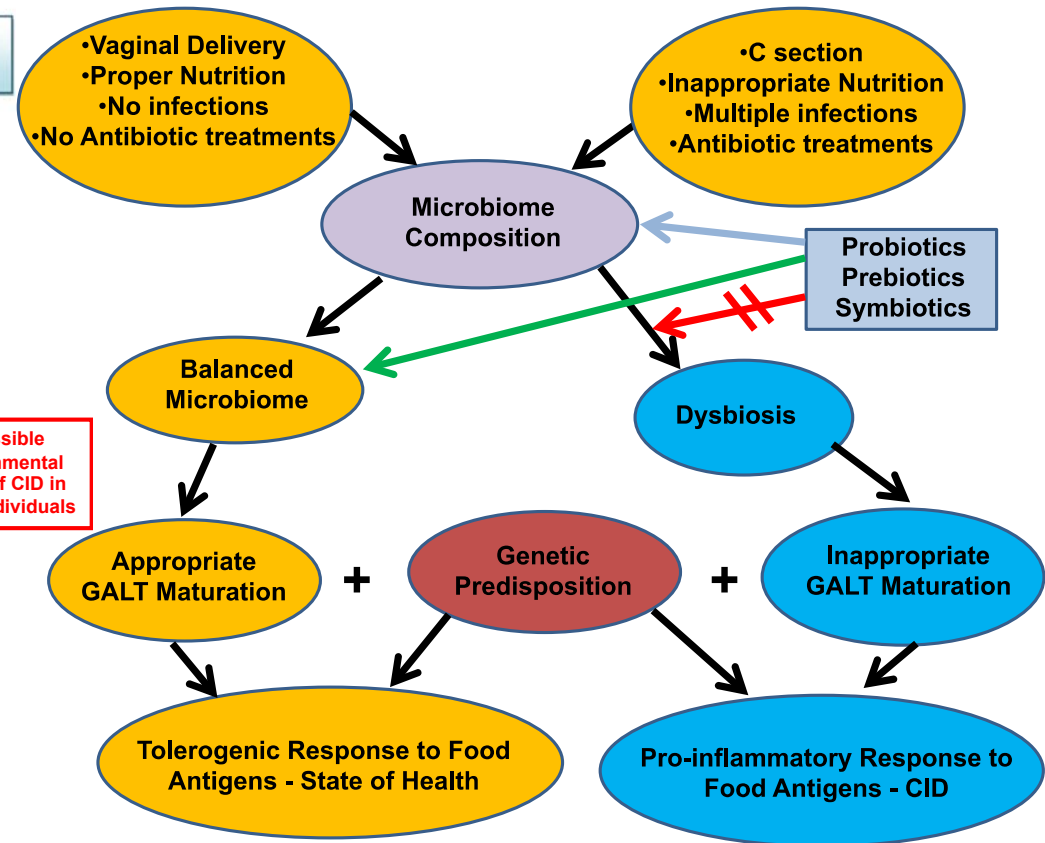 •Vaginal Delivery
•Proper Nutrition
•No infections
•No Antibiotic treatments
•C section
•Inappropriate Nutrition
•Multiple infections
•Antibiotic treatments
Microbiome
Composition
Probiotics
Prebiotics
Symbiotics
Balanced
Microbiome
Dysbiosis
CID in
Appropriate
GALT Maturation
+
Genetic
Predisposition
+
Inappropriate
GALT Maturation
Tolerogenic Response to Food
Antigens - State of Health
Pro-inflammatory Response to
Food Antigens - CID